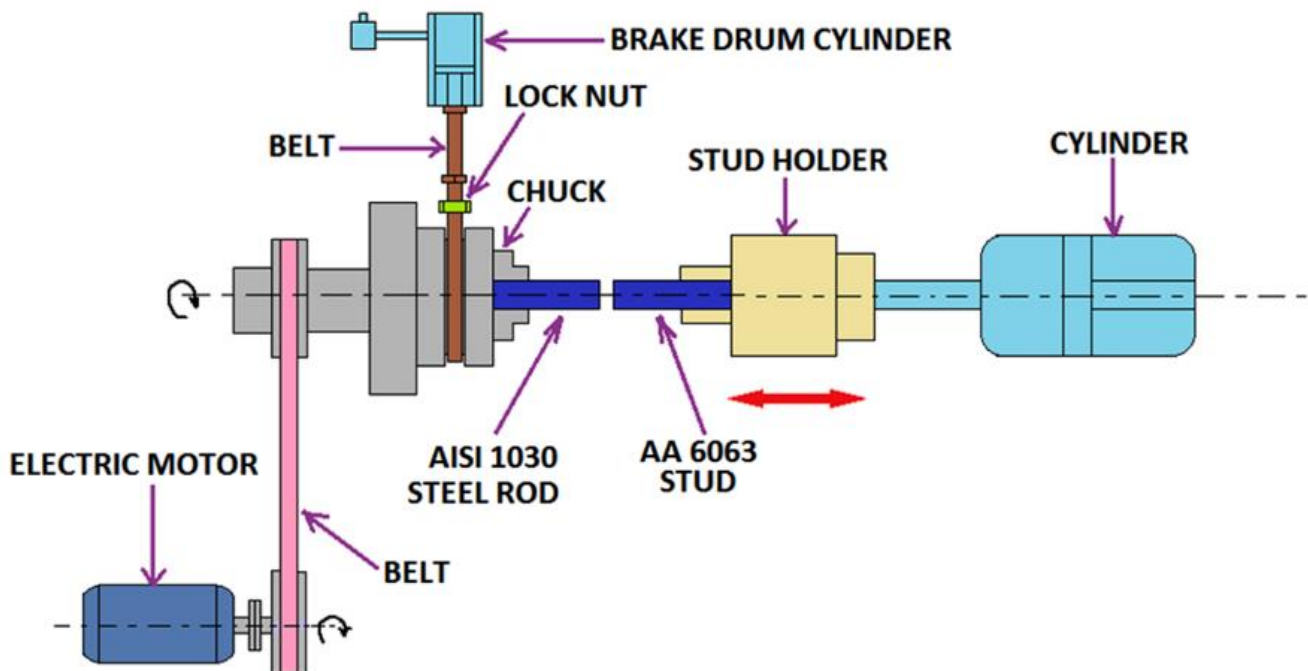 BRAKE DRUM CYLINDER
LOCK NUT
BELT
CHUCK
STUD HOLDER
CYLINDER
AISI 1030
STEEL ROD
AA 6063
STUD
ELECTRIC MOTOR
BELT